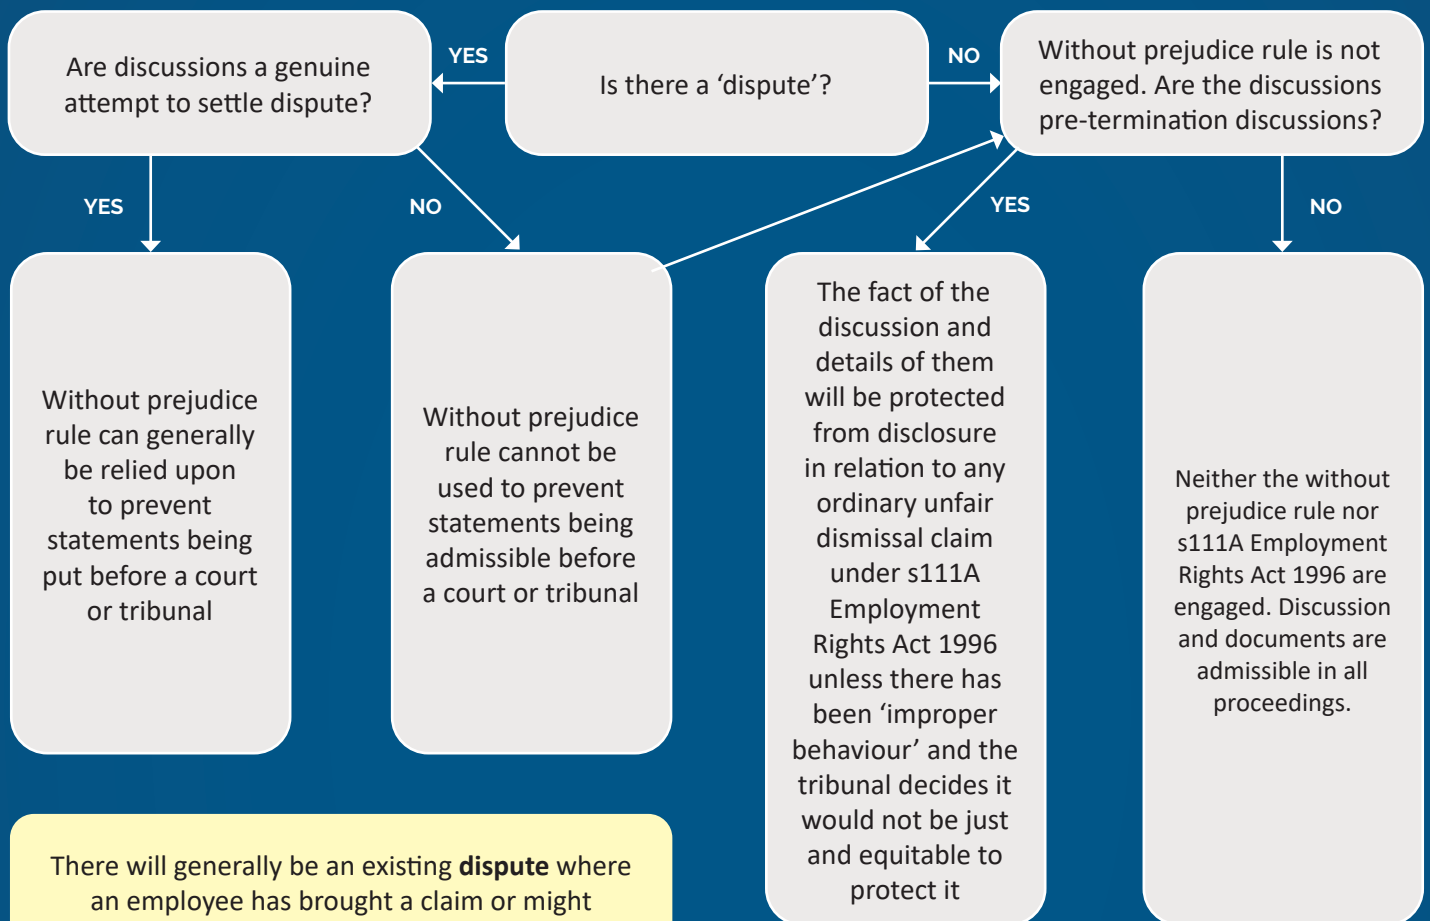 Are discussions a genuine
attempt to settle dispute?
YES
Is there a ‘dispute’?
NO
Without prejudice rule is not
engaged. Are the discussions
pre-termination discussions?
YES
NO
YES
NO
Without prejudice
rule can generally
be relied upon
to prevent
statements being
put before a court
or tribunal
Without prejudice
rule cannot be
used to prevent
statements being
admissible before
a court or tribunal
The fact of the
discussion and
details of them
will be protected
from disclosure
in relation to any
ordinary unfair
dismissal claim
under s111A
Employment
Rights Act 1996
unless there has
been ‘improper
behaviour’ and the
tribunal decides it
would not be just
and equitable to
protect it
Neither the without
prejudice rule nor
s111A Employment
Rights Act 1996 are
engaged. Discussion
and documents are
admissible in all
proceedings.
There will generally be an existing dispute where
an employee has brought a claim or might